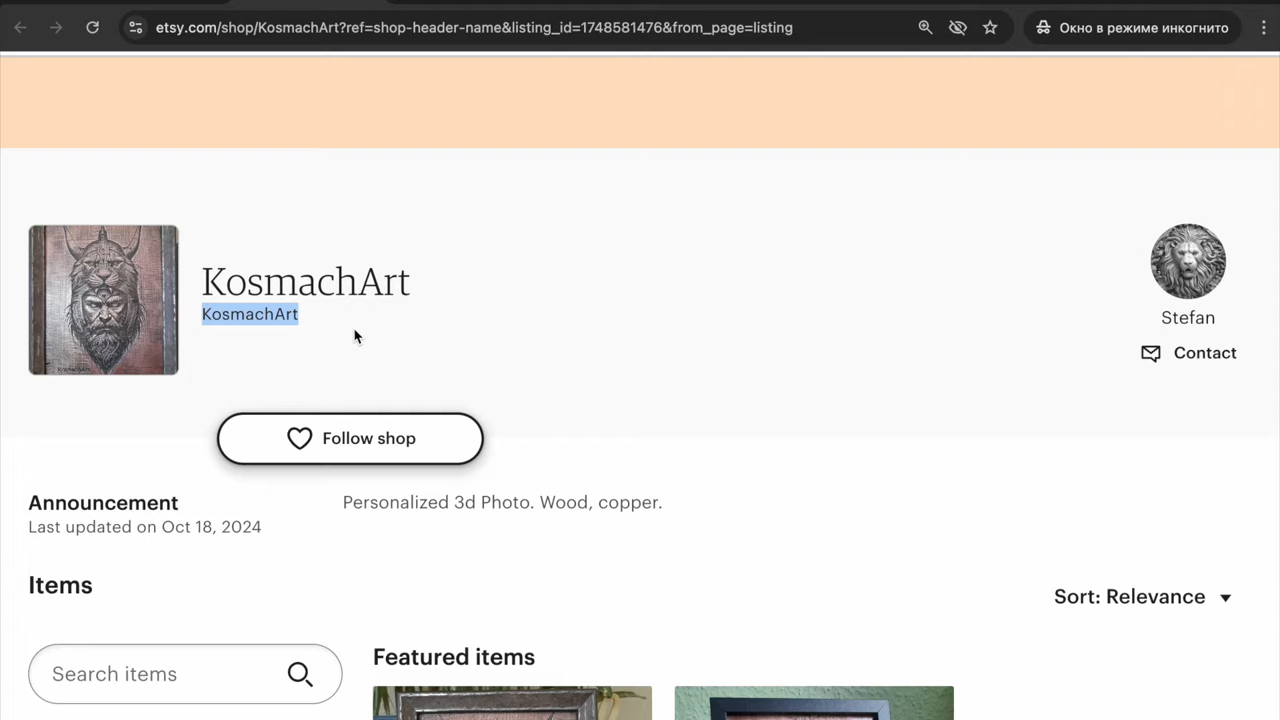 etsy.com/shop/KosmachArt?ref=shop-header-name&listing_id=1748581476&from_page=listing
Окно в режиме инкогнито
KosmachArt
KosmachArt
Stefan
Contact
Follow shop
Announcement
Personalized 3d Photo. Wood, copper.
Last updated on Oct 18, 2024
Items
Sort: Relevance
Search items
Featured items